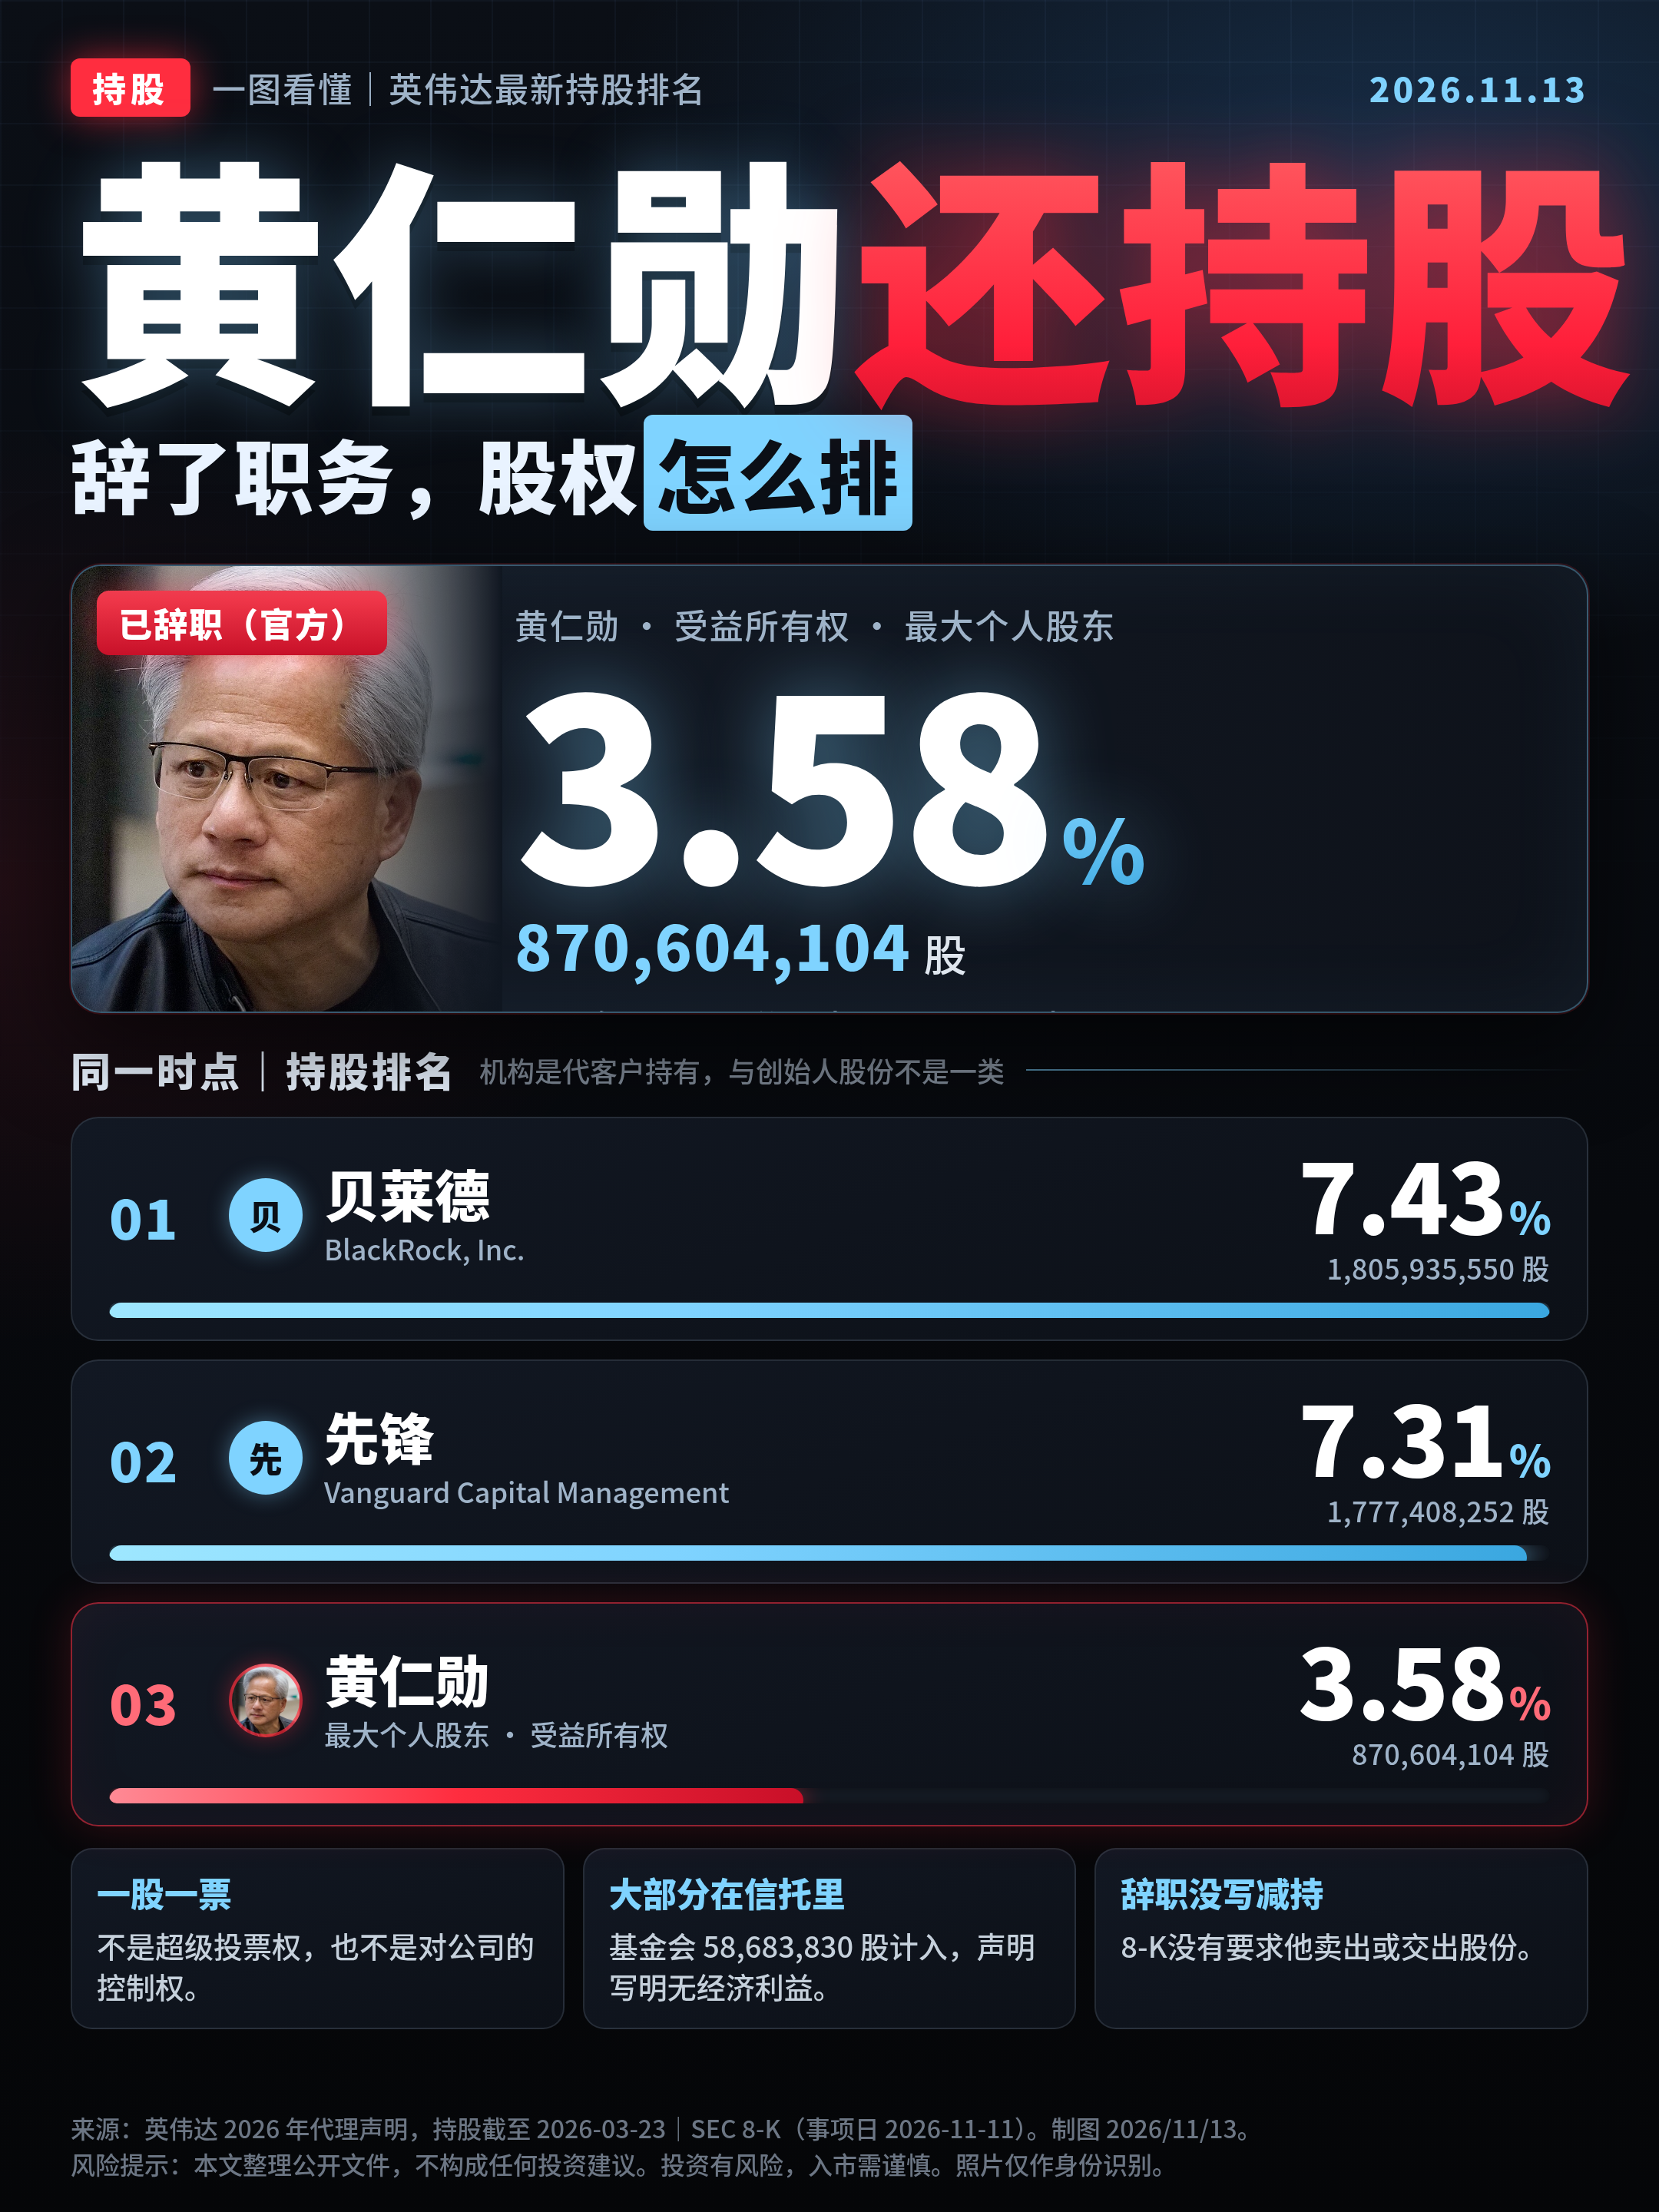 持股 一图看懂｜英伟达最新持股排名 2026.11.13
黄仁勋还持股
辞了职务，股权怎么排
已辞职（官方）
黄仁勋 · 受益所有权 · 最大个人股东
3.58%
870,604,104 股
同一时点｜持股排名 机构是代客户持有，与创始人股份不是一类
01 贝 贝莱德 7.43%
BlackRock, Inc. 1,805,935,550 股
02 先 先锋 7.31%
Vanguard Capital Management 1,777,408,252 股
03 黄仁勋 3.58%
最大个人股东 · 受益所有权 870,604,104 股
一股一票
不是超级投票权，也不是对公司的
控制权。
大部分在信托里
基金会 58,683,830 股计入，声明
写明无经济利益。
辞职没写减持
8-K没有要求他卖出或交出股份。
来源：英伟达 2026 年代理声明，持股截至 2026-03-23｜SEC 8-K（事项日 2026-11-11）。制图 2026/11/13。
风险提示：本文整理公开文件，不构成任何投资建议。投资有风险，入市需谨慎。照片仅作身份识别。